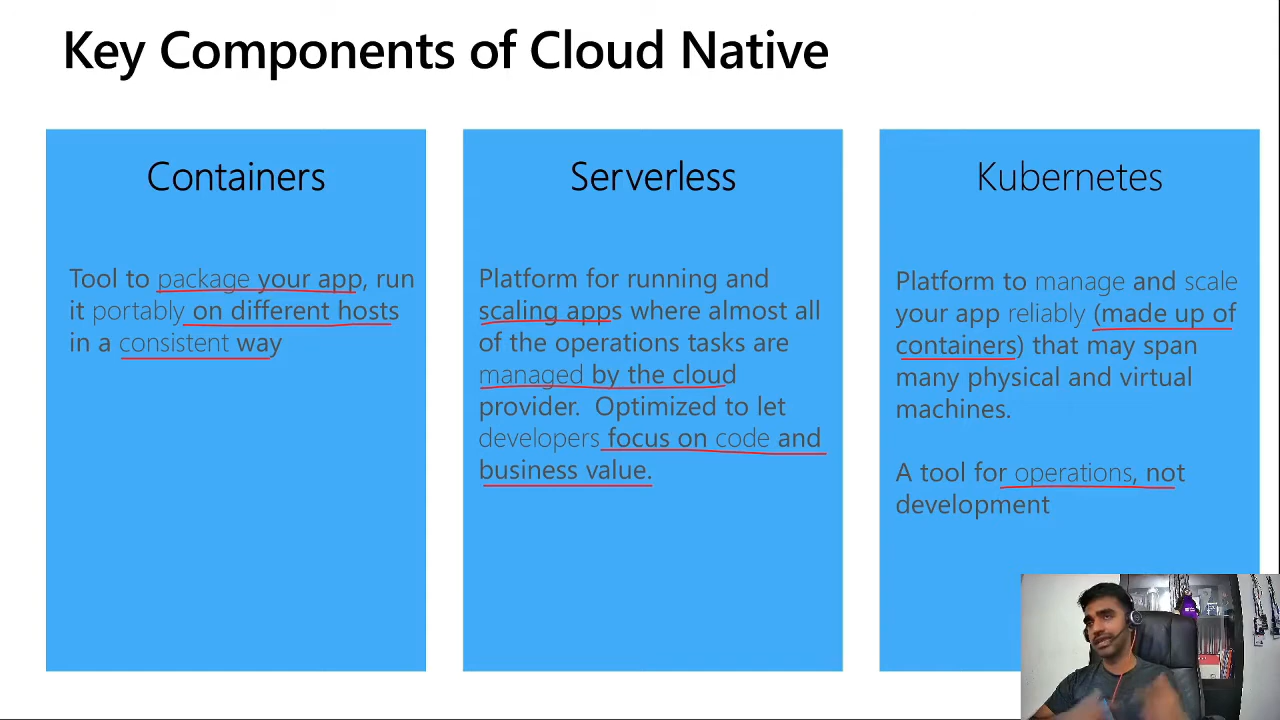 Key Components of Cloud Native
Containers
Tool to package your app, run
it portably on different hosts
in a consistent way
Serverless
Platform for running and
scaling apps where almost all
of the operations tasks are
managed by the cloud
provider. Optimized to let
developers focus on code and
business value.
Kubernetes
Platform to manage and scale
your app reliably (made up of
containers) that may span
many physical and virtual
machines.
A tool for operations, not
development